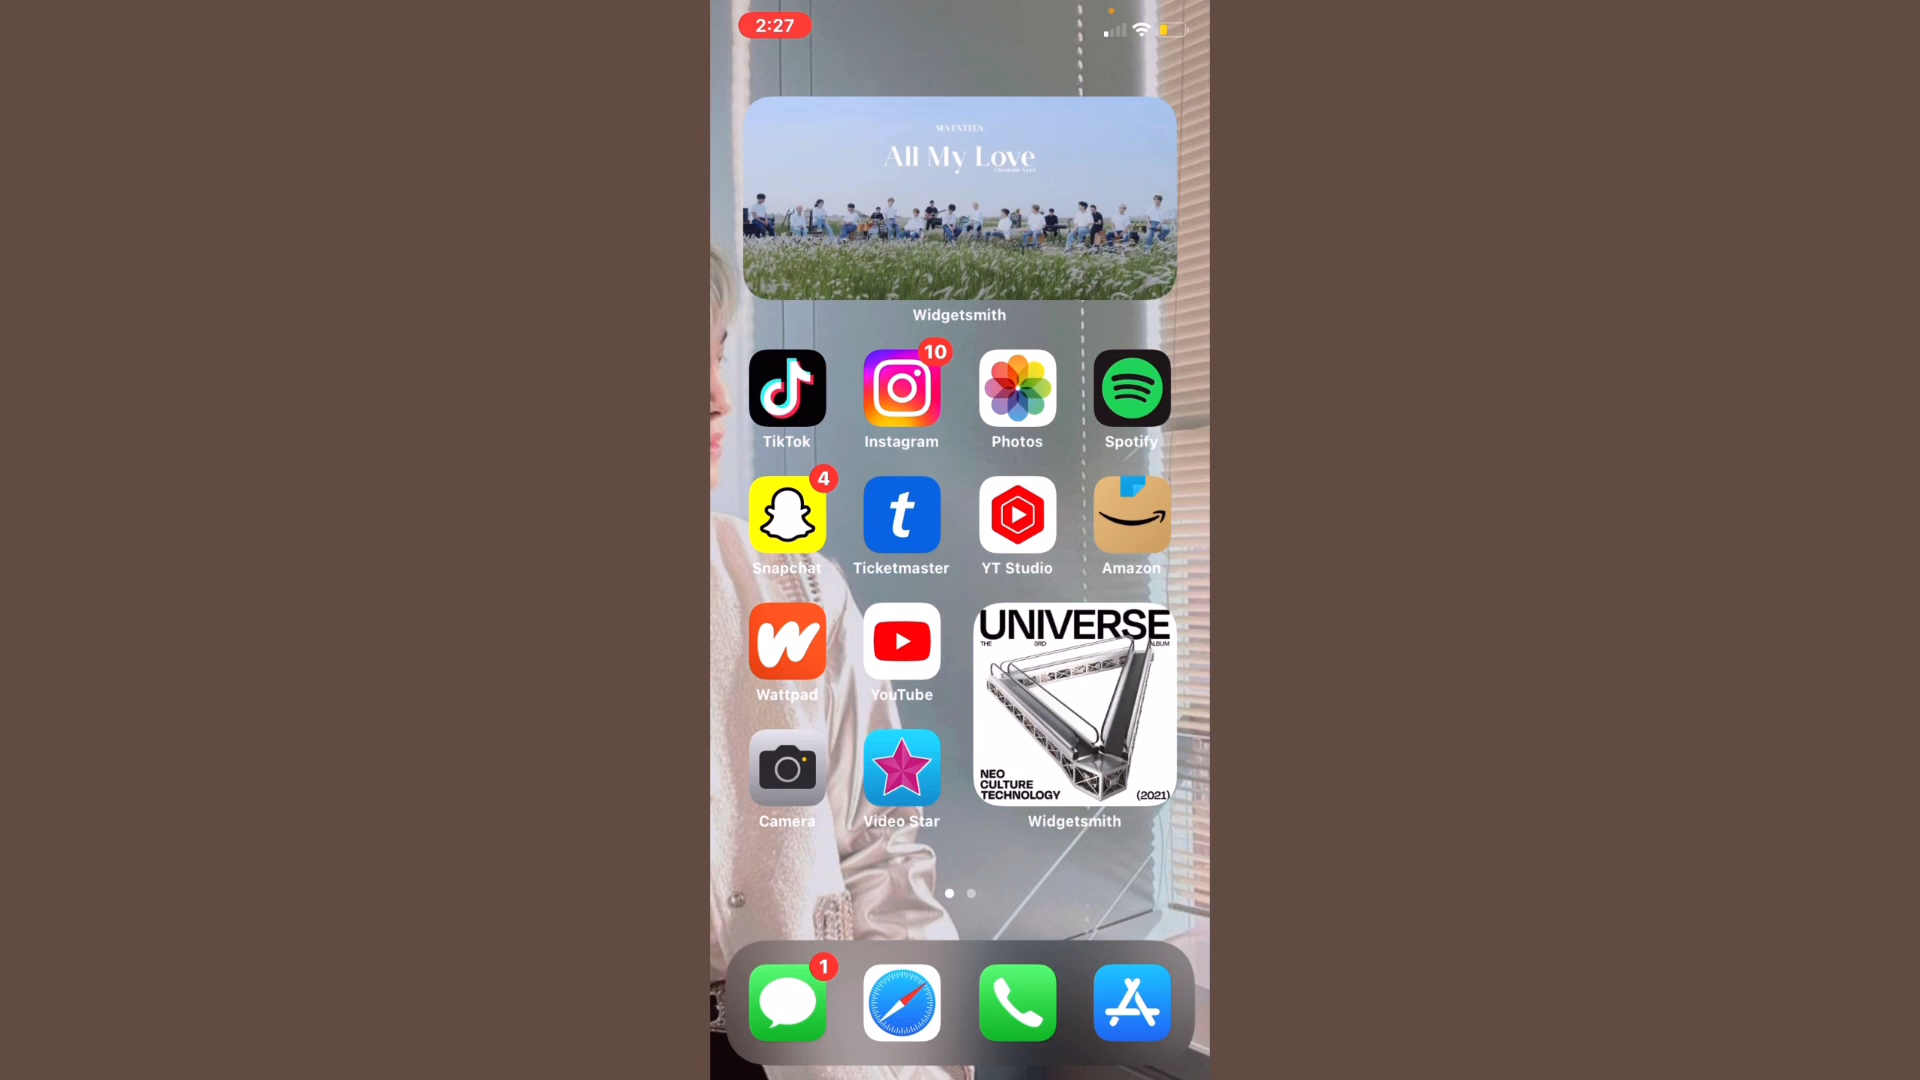 2:27
SEVENTEEN
All My Love
Widgetsmith
10
TikTok Instagram Photos Spotify
4
Snapchat Ticketmaster YT Studio Amazon
UNIVERSE
THE 3RD ALBUM
Wattpad YouTube
NEO
CULTURE
TECHNOLOGY (2021)
Camera Video Star Widgetsmith
1